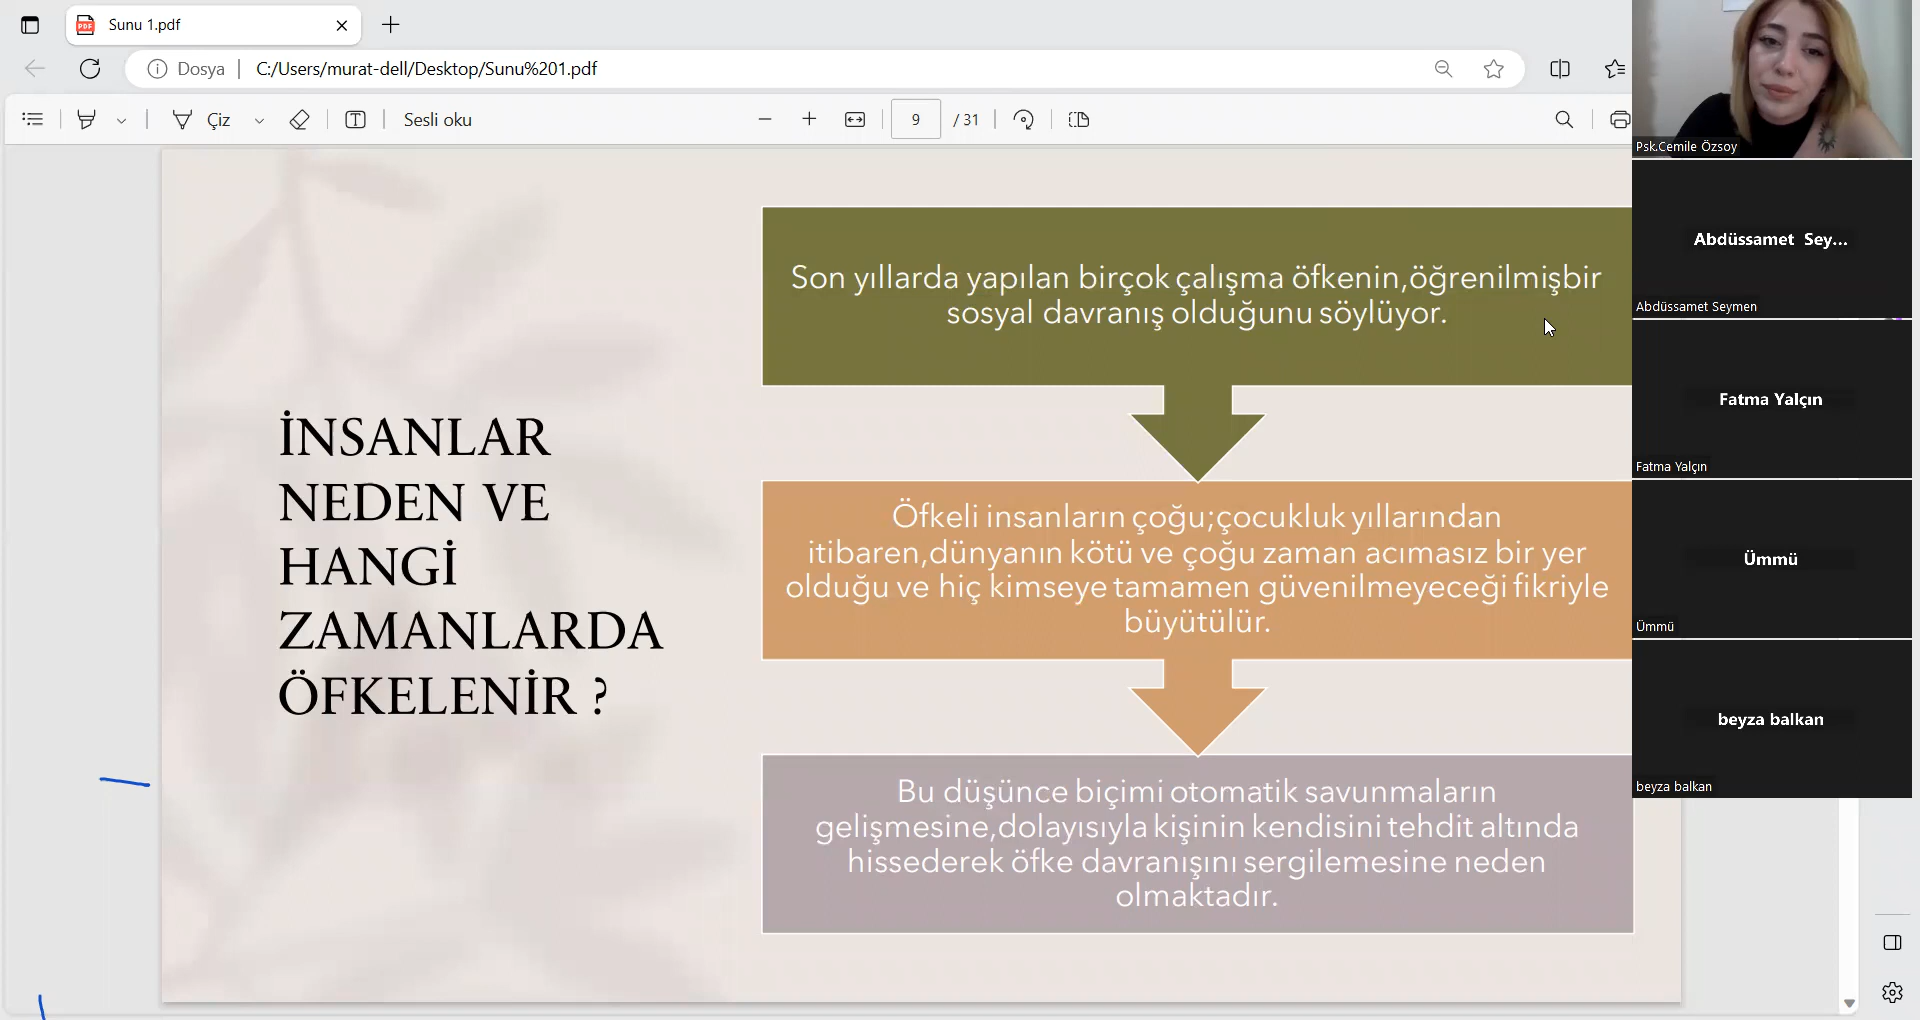 Sunu 1.pdf
Dosya
C:/Users/murat-dell/Desktop/Sunu%201.pdf
Çiz
Sesli oku
9
/ 31
İNSANLAR
NEDEN VE
HANGİ
ZAMANLARDA
ÖFKELENİR ?
Son yıllarda yapılan birçok çalışma öfkenin,öğrenilmişbir
sosyal davranış olduğunu söylüyor.
Öfkeli insanların çoğu;çocukluk yıllarından
itibaren,dünyanın kötü ve çoğu zaman acımasız bir yer
olduğu ve hiç kimseye tamamen güvenilmeyeceği fikriyle
büyütülür.
Bu düşünce biçimi otomatik savunmaların
gelişmesine,dolayısıyla kişinin kendisini tehdit altında
hissederek öfke davranışını sergilemesine neden
olmaktadır.
Psk.Cemile Özsoy
Abdüssamet Sey...
Abdüssamet Seymen
Fatma Yalçın
Fatma Yalçın
Ümmü
Ümmü
beyza balkan
beyza balkan